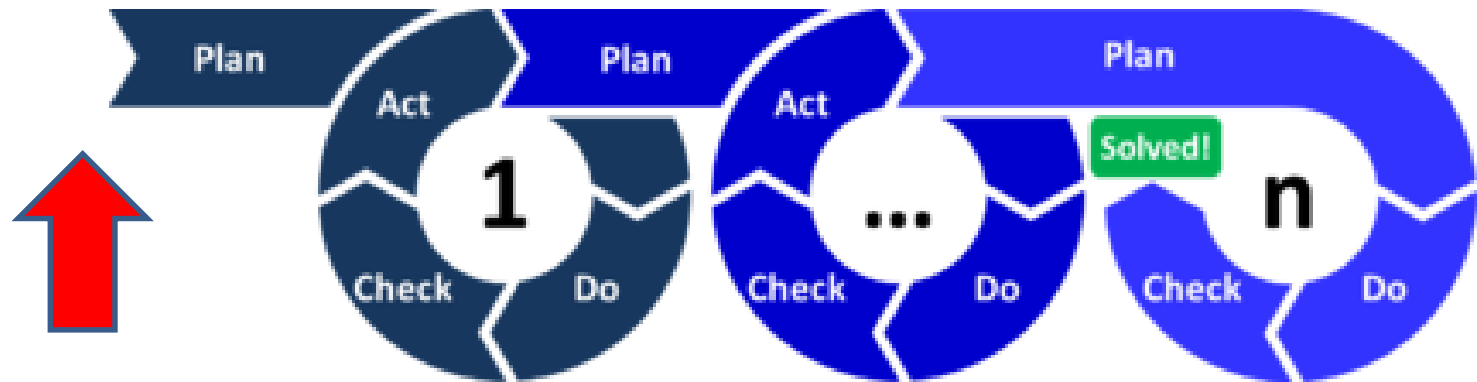 Plan Plan Plan
Act Act
Solved!
1 ... n
Check Do Check Do Check Do